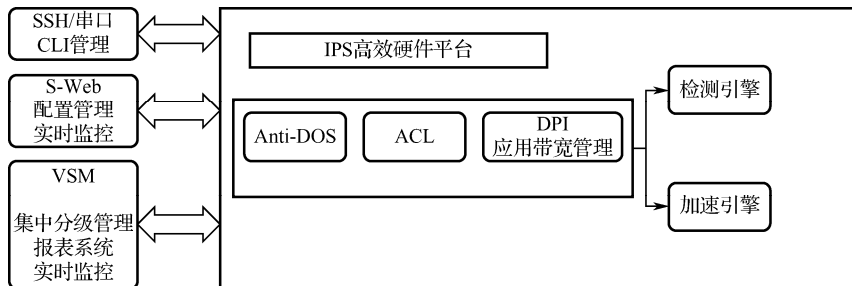 SSH/串口
CLI管理
S-Web
配置管理
实时监控
VSM
集中分级管理
报表系统
实时监控
IPS高效硬件平台
Anti-DOS
ACL
DPI
应用带宽管理
检测引擎
加速引擎